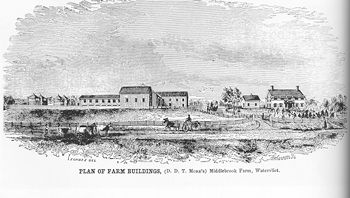 PLAN OF FARM BUILDINGS, (D. D. T. Moore's) Middlebrook Farm, Watervliet.